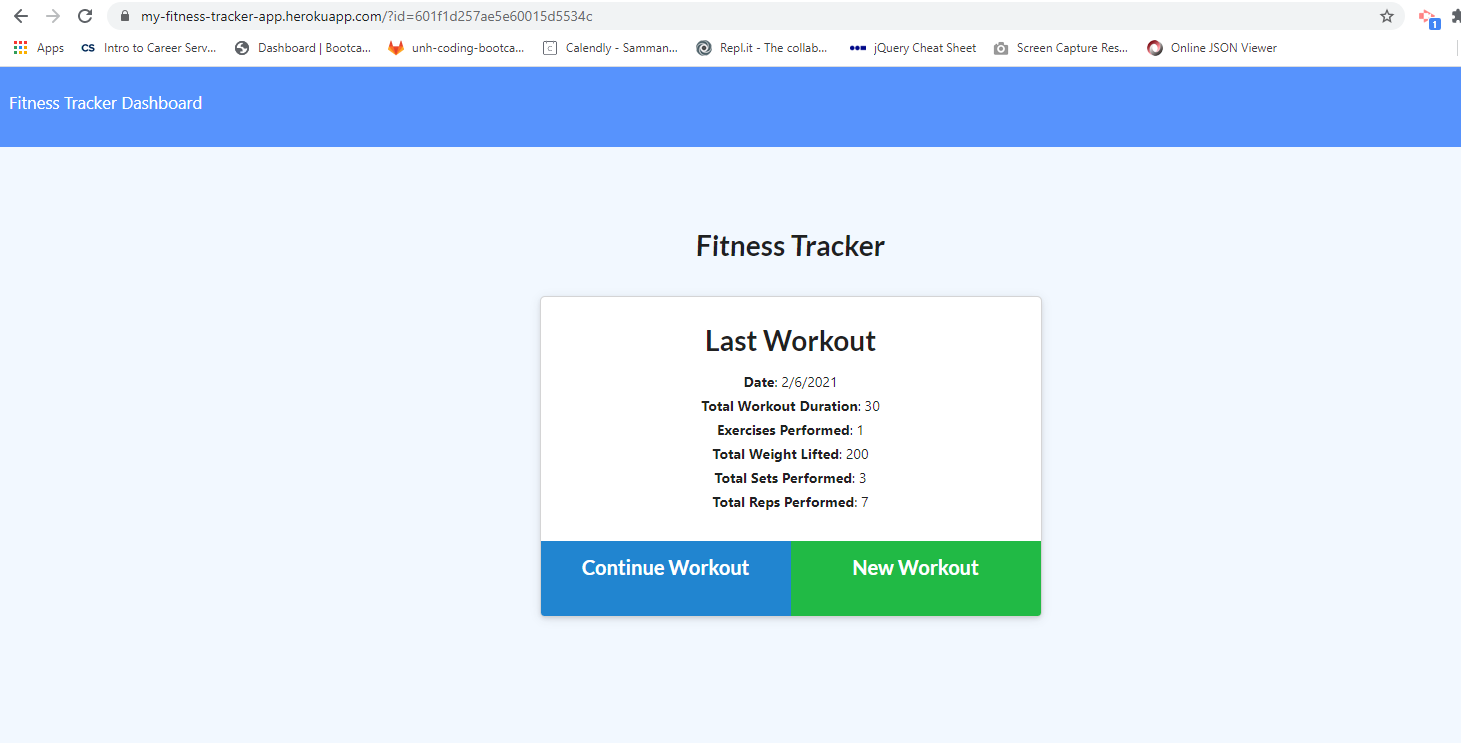 my-fitness-tracker-app.herokuapp.com/?id=601f1d257ae5e60015d5534c
1
Apps CS Intro to Career Serv... Dashboard | Bootca... unh-coding-bootca... C Calendly - Samman... Repl.it - The collab... jQuery Cheat Sheet Screen Capture Res... Online JSON Viewer
Fitness Tracker Dashboard
Fitness Tracker
Last Workout
Date: 2/6/2021
Total Workout Duration: 30
Exercises Performed: 1
Total Weight Lifted: 200
Total Sets Performed: 3
Total Reps Performed: 7
Continue Workout New Workout